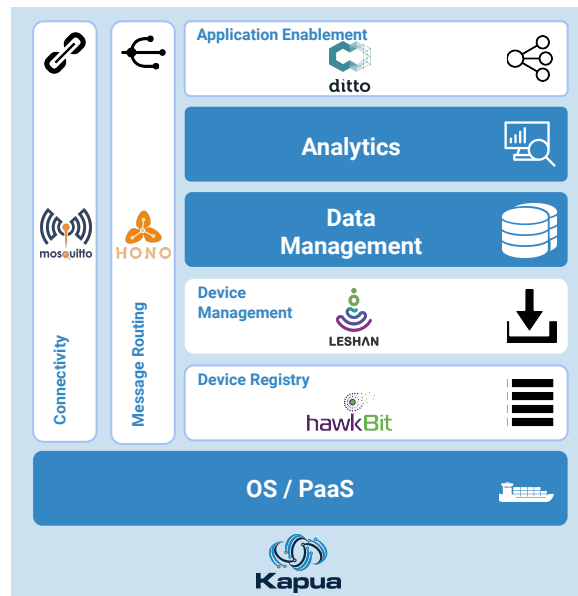 Application Enablement
ditto
Analytics
Data
Management
mosquitto
HONO
Device
Management
LESHAN
Connectivity
Message Routing
Device Registry
hawkBit
OS / PaaS
Kapua